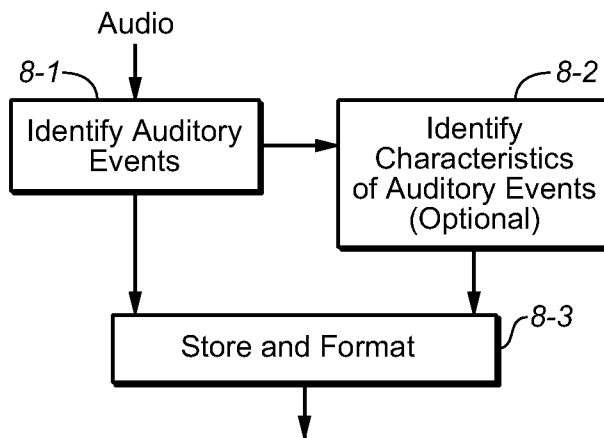 Audio
8-1
8-2
Identify Auditory
Events
Identify
Characteristics
of Auditory Events
(Optional)
Store and Format
8-3